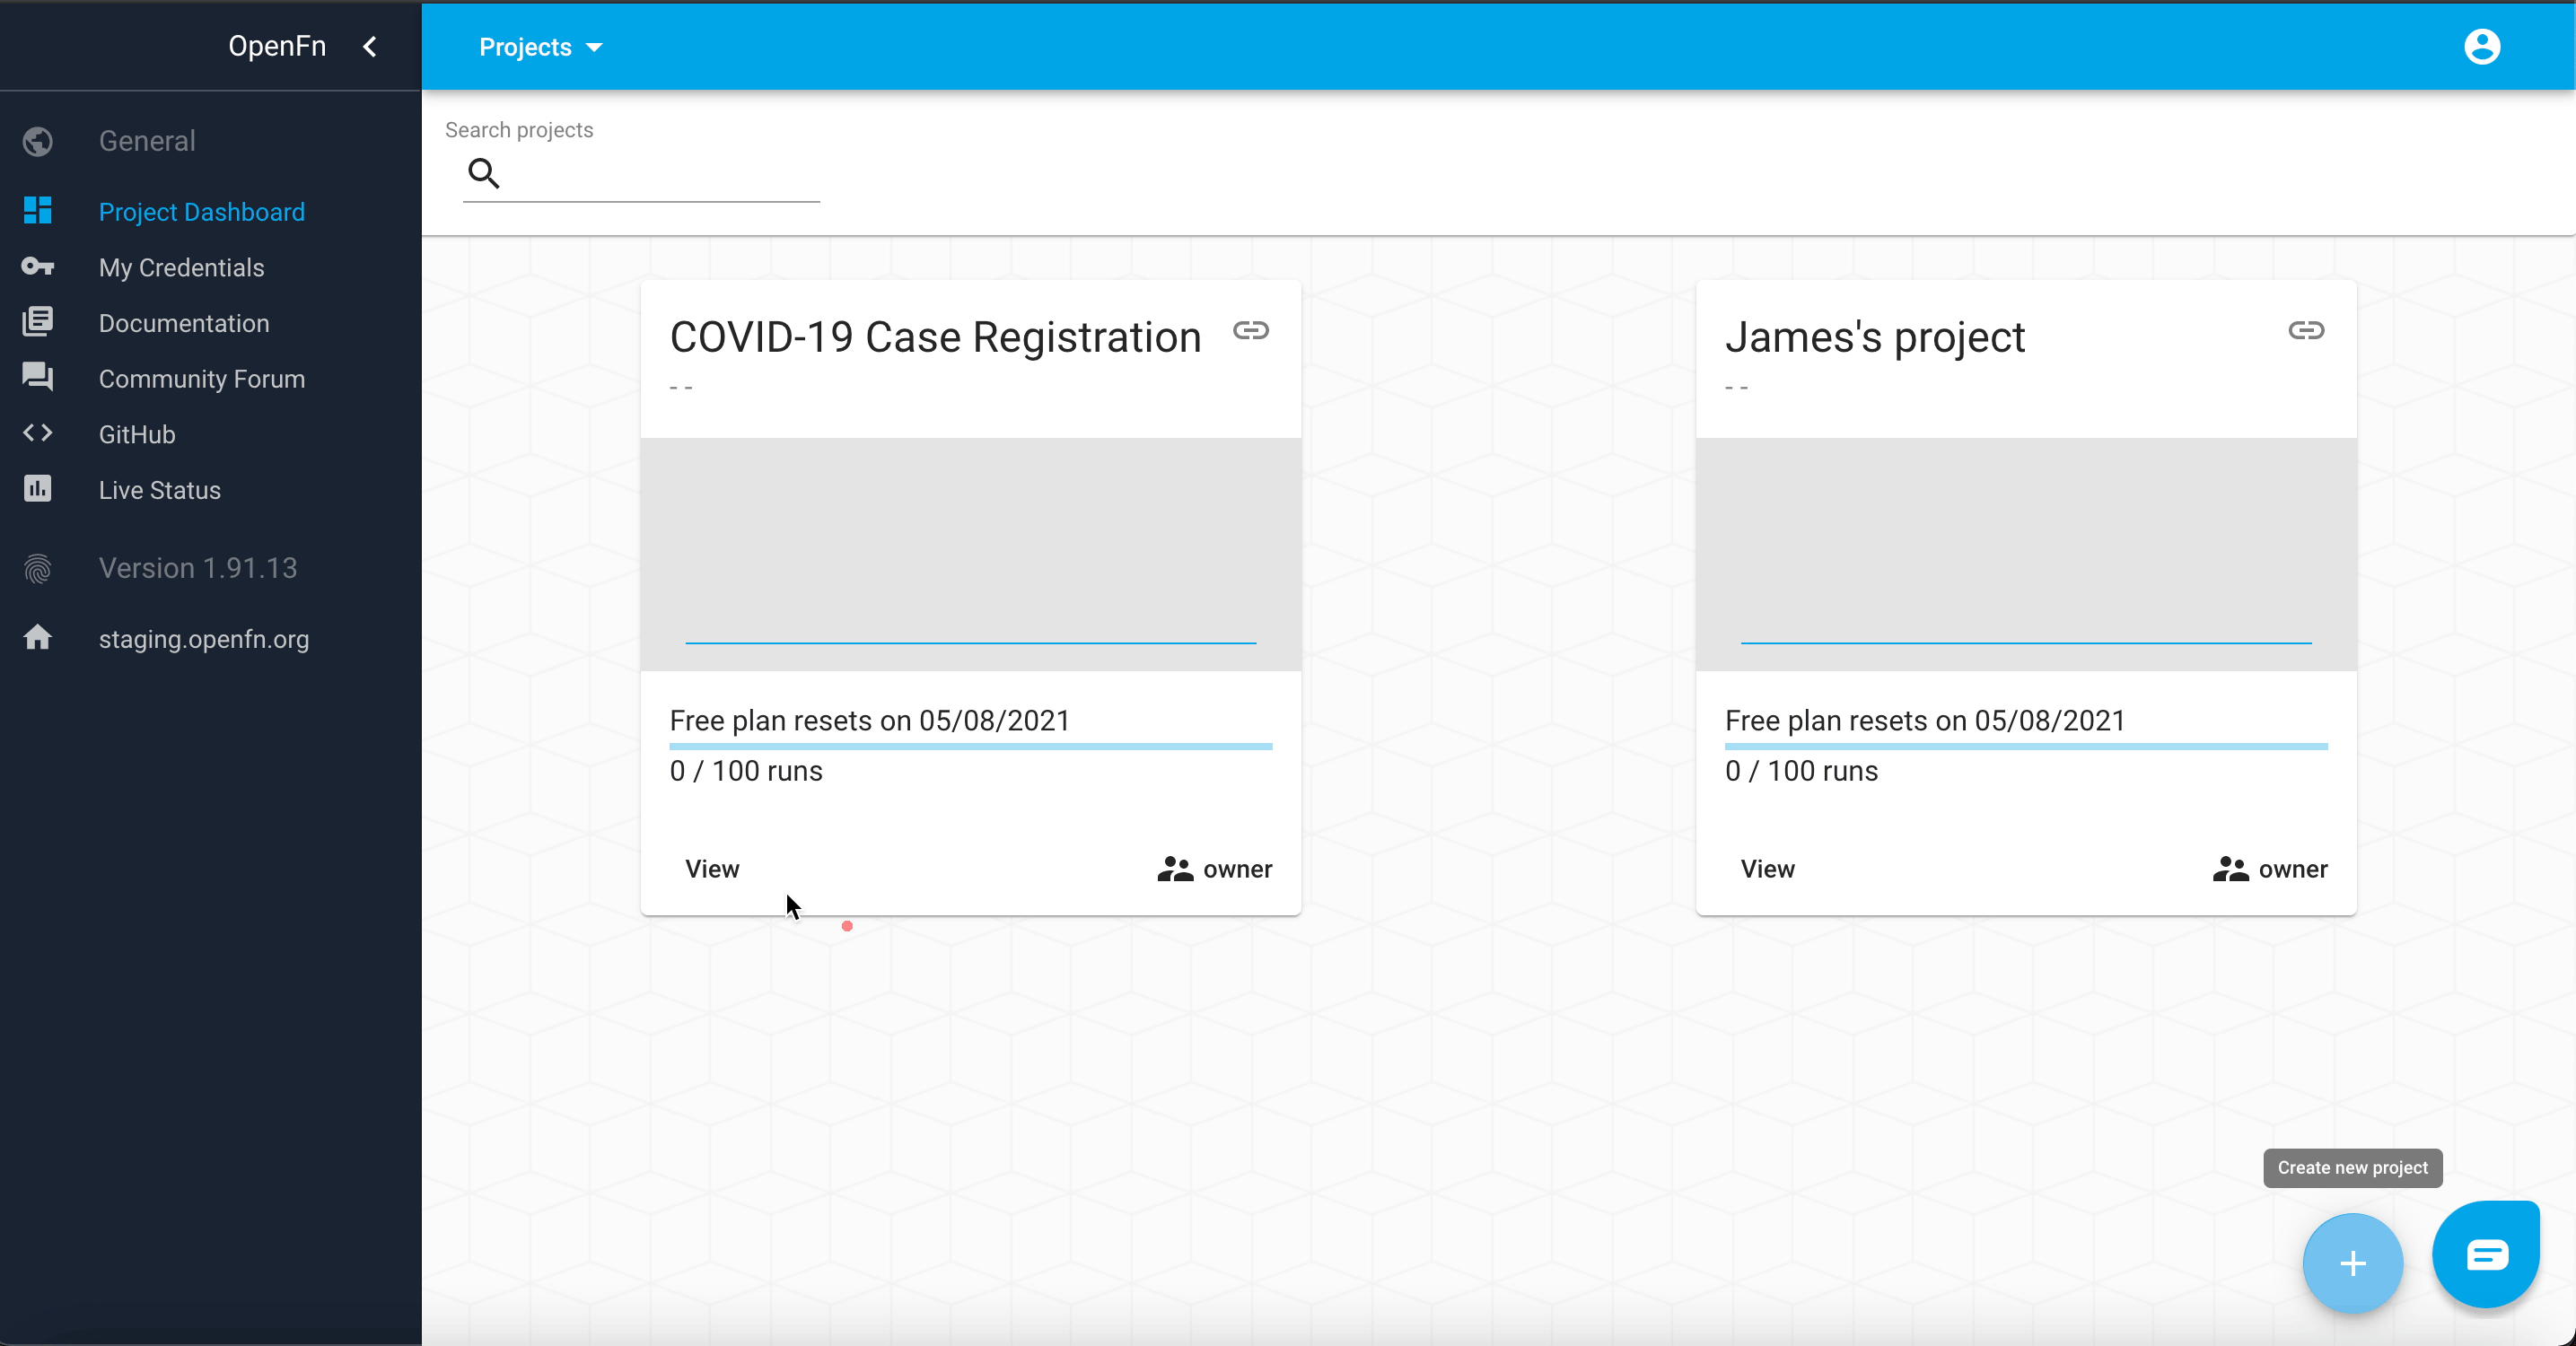 OpenFn
Projects
General
Project Dashboard
My Credentials
Documentation
Community Forum
GitHub
Live Status
Version 1.91.13
staging.openfn.org
Search projects
COVID-19 Case Registration
- -
Free plan resets on 05/08/2021
0 / 100 runs
View
owner
James's project
- -
Free plan resets on 05/08/2021
0 / 100 runs
View
owner
Create new project